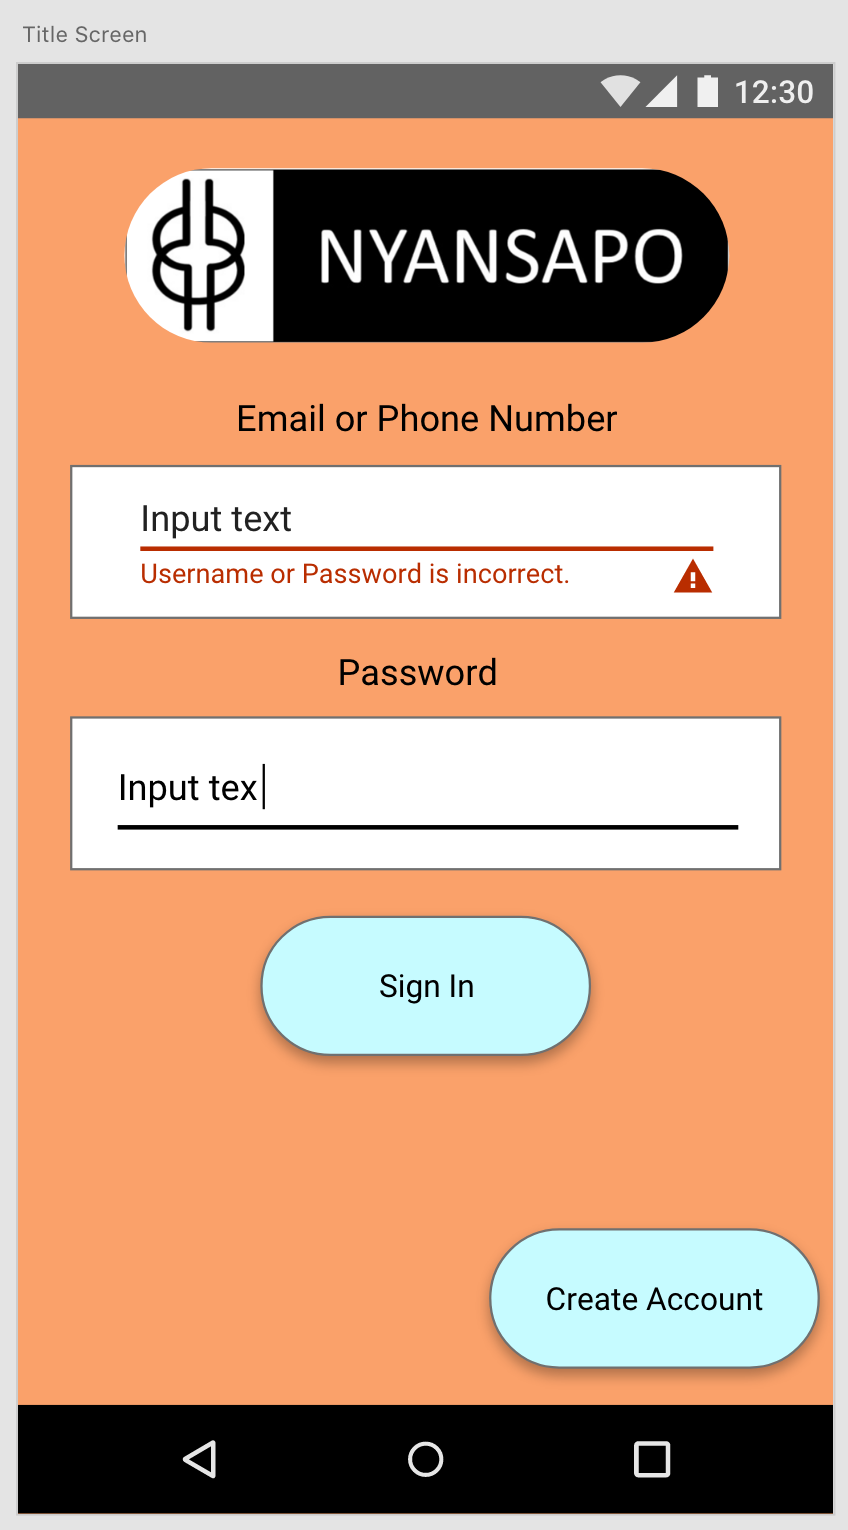 Title Screen
12:30
NYANSAPO
Email or Phone Number
Input text
Username or Password is incorrect.
Password
Input tex
Sign In
Create Account